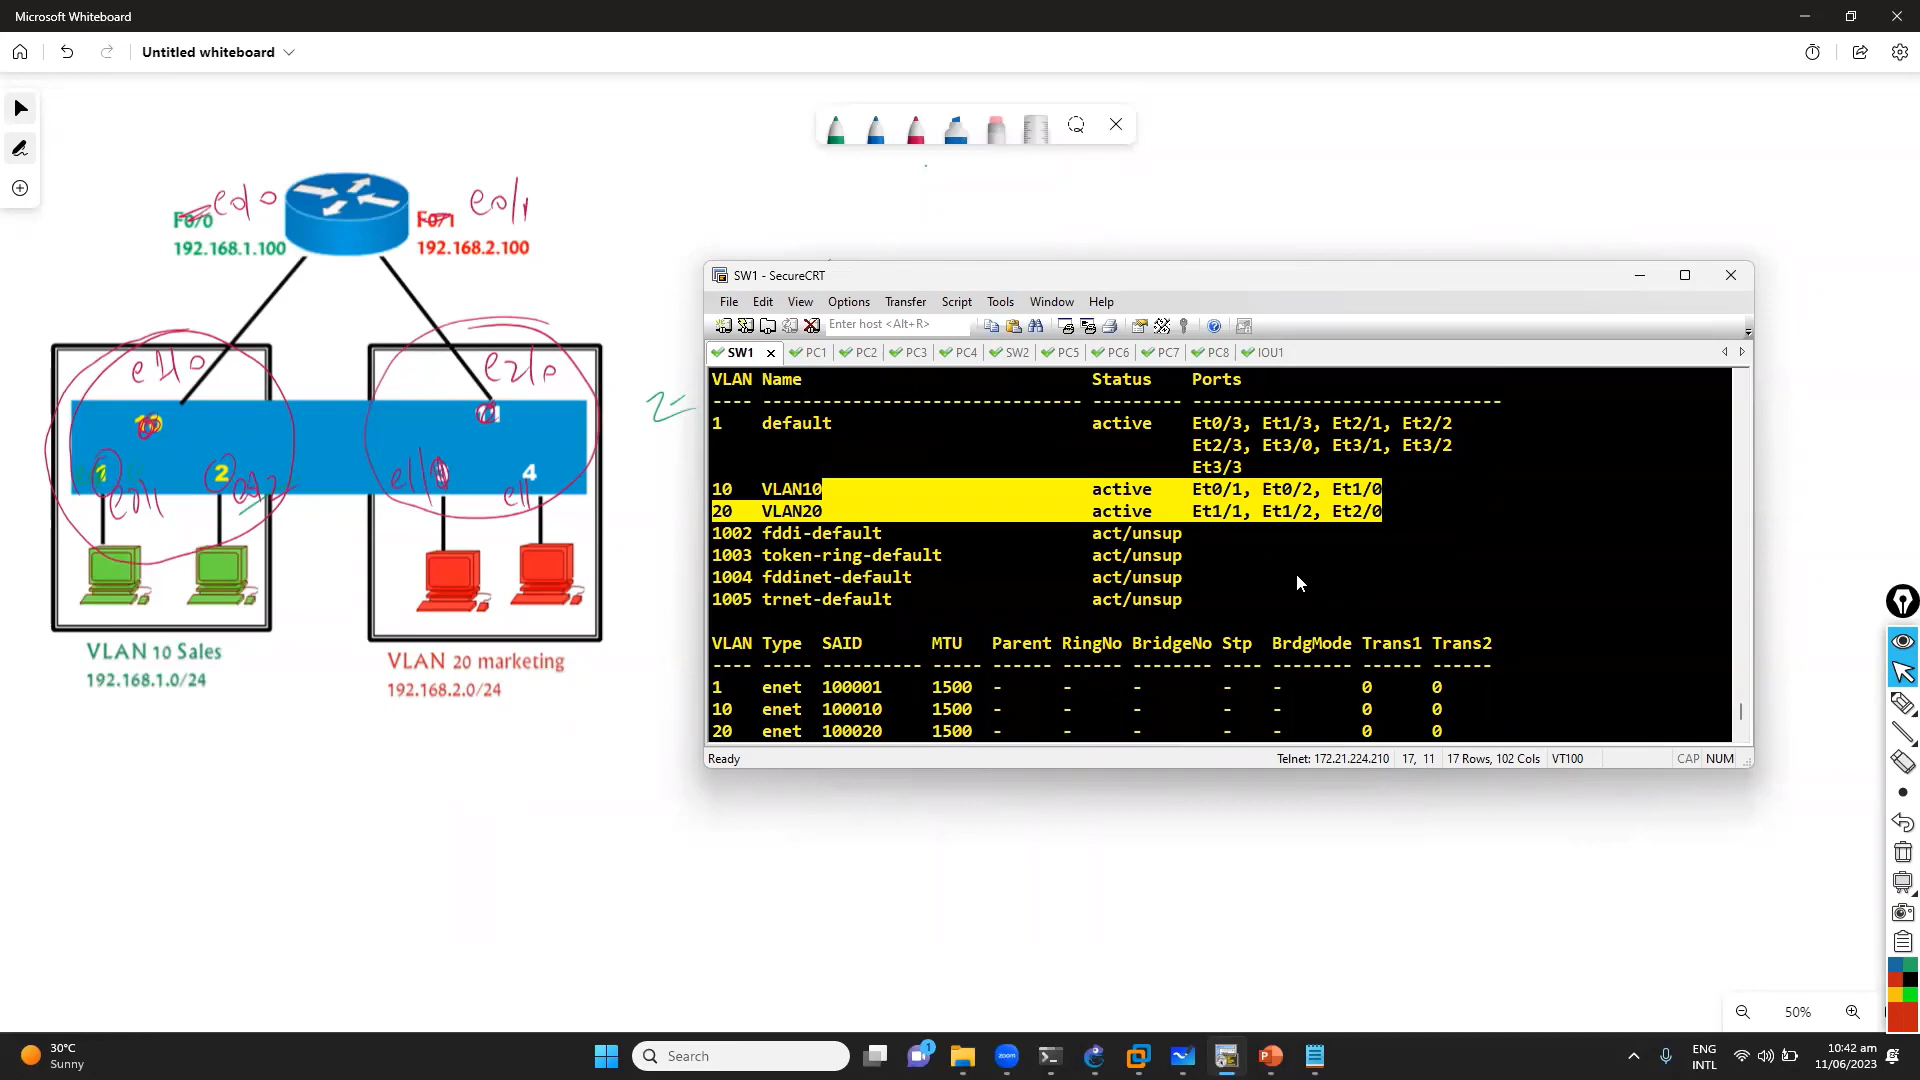 Microsoft Whiteboard
Untitled whiteboard
e0/0
e0/1
F0/0
192.168.1.100
F0/1
192.168.2.100
e1/0
e2/0
1
2
4
e0/1
e1/1
VLAN 10 Sales
192.168.1.0/24
VLAN 20 marketing
192.168.2.0/24
SW1 - SecureCRT
File Edit View Options Transfer Script Tools Window Help
Enter host <Alt+R>
SW1 PC1 PC2 PC3 PC4 SW2 PC5 PC6 PC7 PC8 IOU1
VLAN Name Status Ports
---- -------------------------------- --------- -------------------------------
1 default active Et0/3, Et1/3, Et2/1, Et2/2
Et2/3, Et3/0, Et3/1, Et3/2
Et3/3
10 VLAN10 active Et0/1, Et0/2, Et1/0
20 VLAN20 active Et1/1, Et1/2, Et2/0
1002 fddi-default act/unsup
1003 token-ring-default act/unsup
1004 fddinet-default act/unsup
1005 trnet-default act/unsup
VLAN Type SAID MTU Parent RingNo BridgeNo Stp BrdgMode Trans1 Trans2
---- ----- ---------- ----- ------ ------ -------- ---- -------- ------ ------
1 enet 100001 1500 - - - - - 0 0
10 enet 100010 1500 - - - - - 0 0
20 enet 100020 1500 - - - - - 0 0
Ready Telnet: 172.21.224.210 17, 11 17 Rows, 102 Cols VT100 CAP NUM
50%
30°C
Sunny
Search
zoom
1
ENG
INTL
10:42 am
11/06/2023